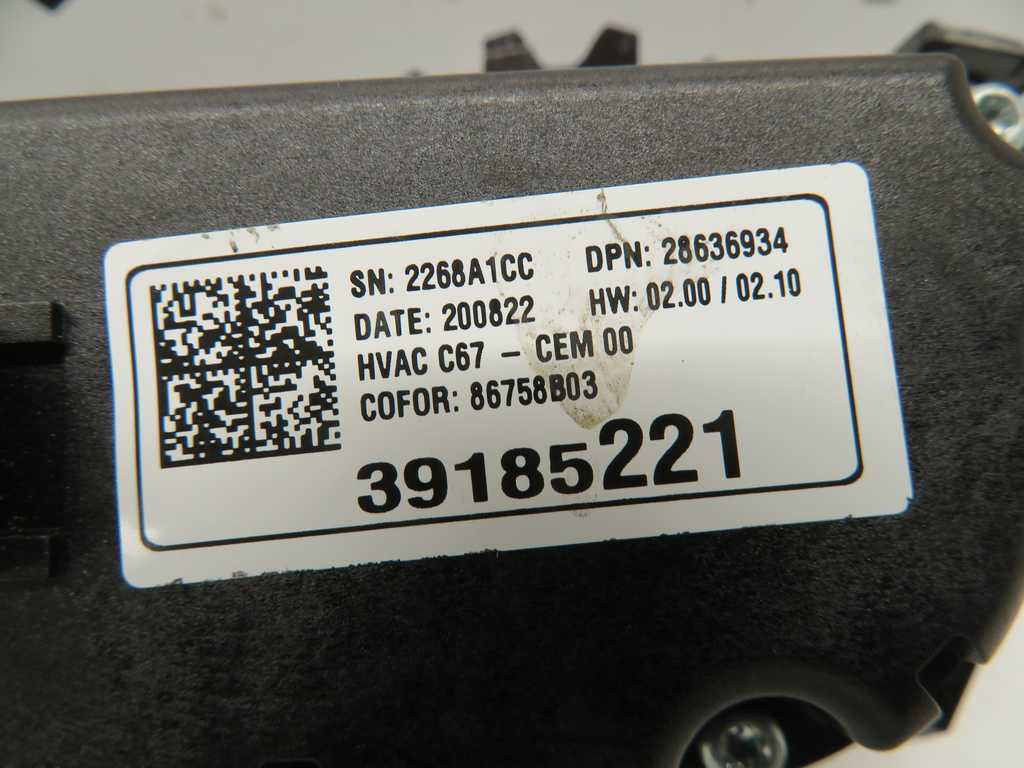 SN: 2268A1CC DPN: 28636934
DATE: 200822 HW: 02.00 / 02.10
HVAC C67 - CEM 00
COFOR: 86758B03
39185221